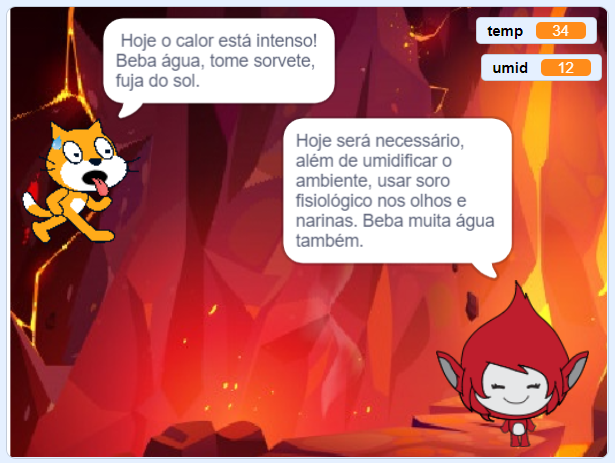 Hoje o calor está intenso!
Beba água, tome sorvete,
fuja do sol.
temp 34
umid 12
Hoje será necessário,
além de umidificar o
ambiente, usar soro
fisiológico nos olhos e
narinas. Beba muita água
também.